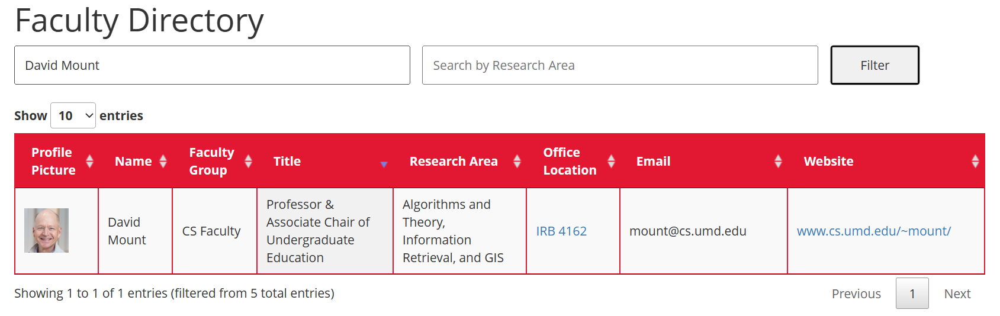 Faculty Directory
David Mount
Search by Research Area
Filter
Show 10 entries
Profile Picture
Name
Faculty Group
Title
Research Area
Office Location
Email
Website
David
Mount
CS Faculty
Professor &
Associate Chair of
Undergraduate
Education
Algorithms and
Theory,
Information
Retrieval, and GIS
IRB 4162
mount@cs.umd.edu
www.cs.umd.edu/~mount/
Showing 1 to 1 of 1 entries (filtered from 5 total entries)
Previous 1 Next